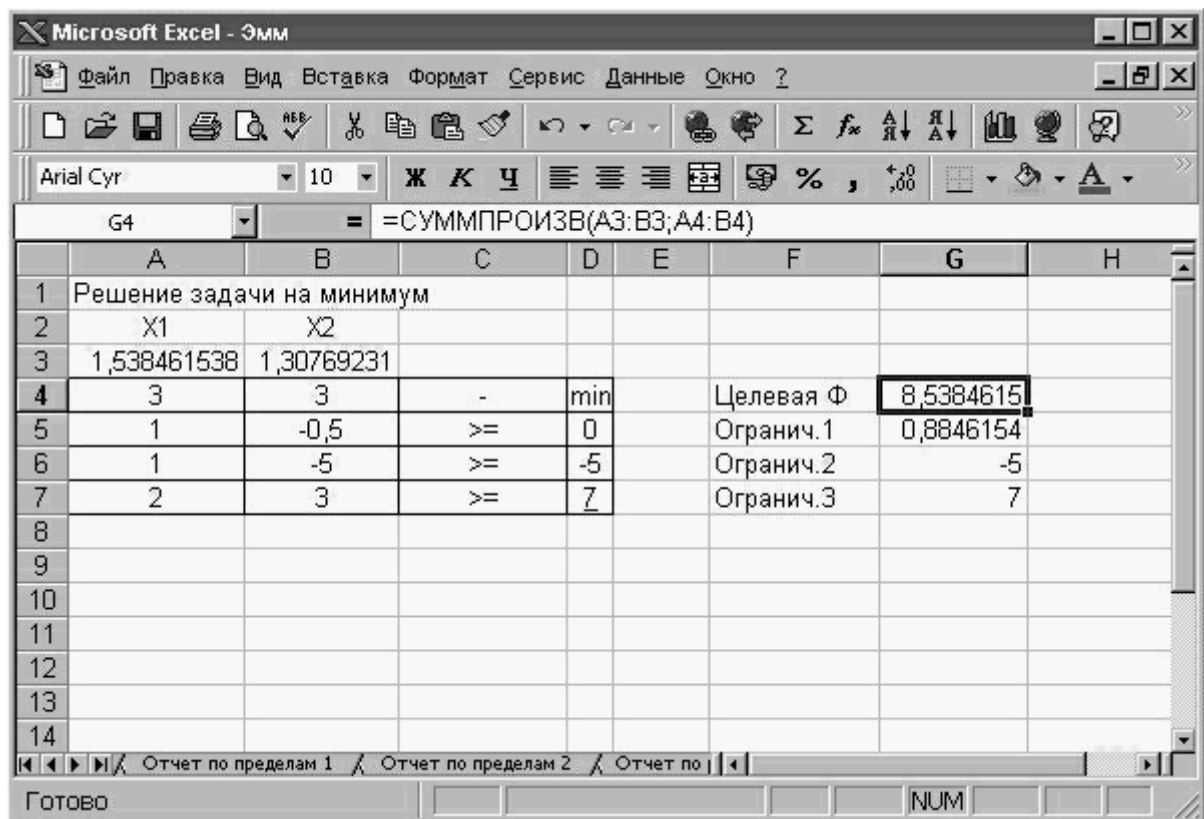 Microsoft Excel - Эмм
Файл Правка Вид Вставка Формат Сервис Данные Окно ?
Arial Cyr 10 Ж К Ч % ,
G4 = =СУММПРОИЗВ(A3:B3;A4:B4)
A B C D E F G H
1 Решение задачи на минимум
2 X1 X2
3 1,538461538 1,30769231
4 3 3 - min Целевая Ф 8,5384615
5 1 -0,5 >= 0 Огранич.1 0,8846154
6 1 -5 >= -5 Огранич.2 -5
7 2 3 >= 7 Огранич.3 7
8
9
10
11
12
13
14
Отчет по пределам 1 Отчет по пределам 2 Отчет по
Готово NUM